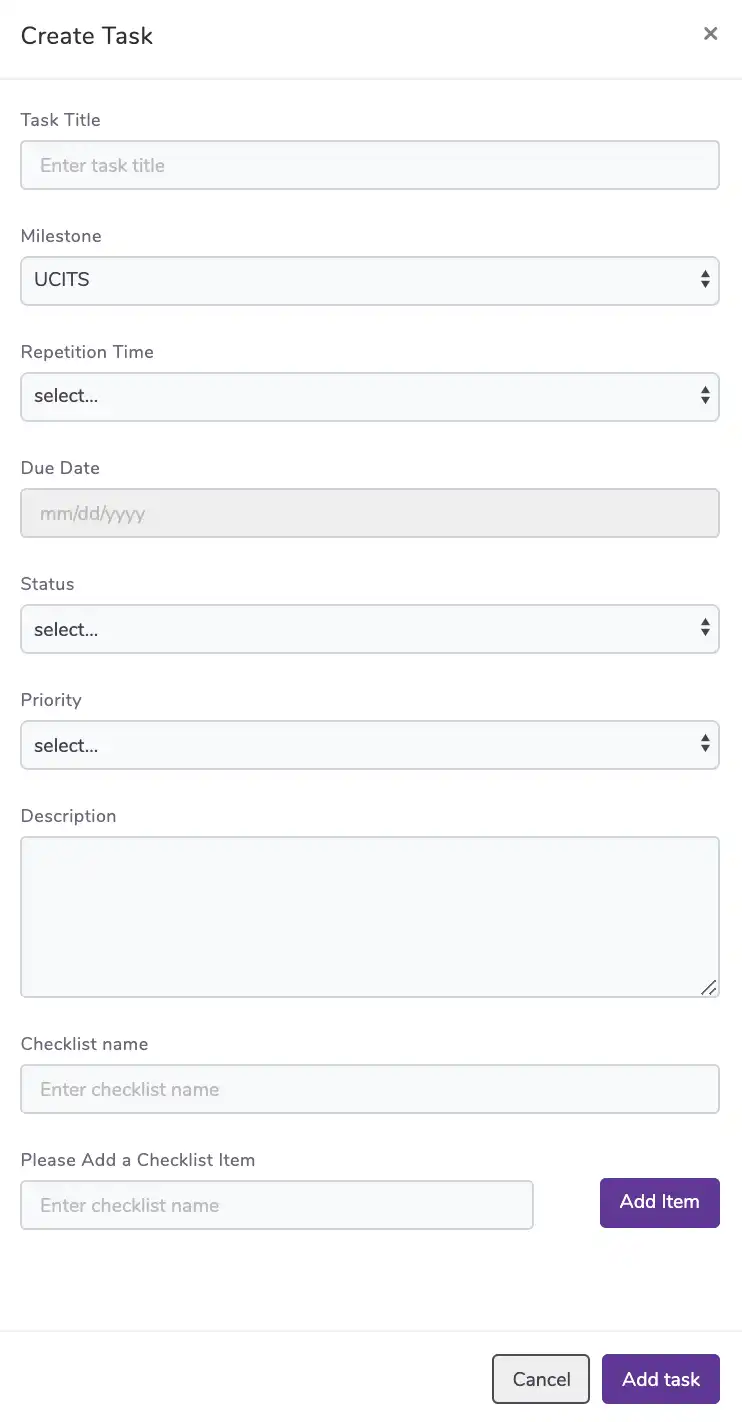 Create Task
Task Title
Enter task title
Milestone
UCITS
Repetition Time
select...
Due Date
mm/dd/yyyy
Status
select...
Priority
select...
Description
Checklist name
Enter checklist name
Please Add a Checklist Item
Enter checklist name
Add Item
Cancel
Add task